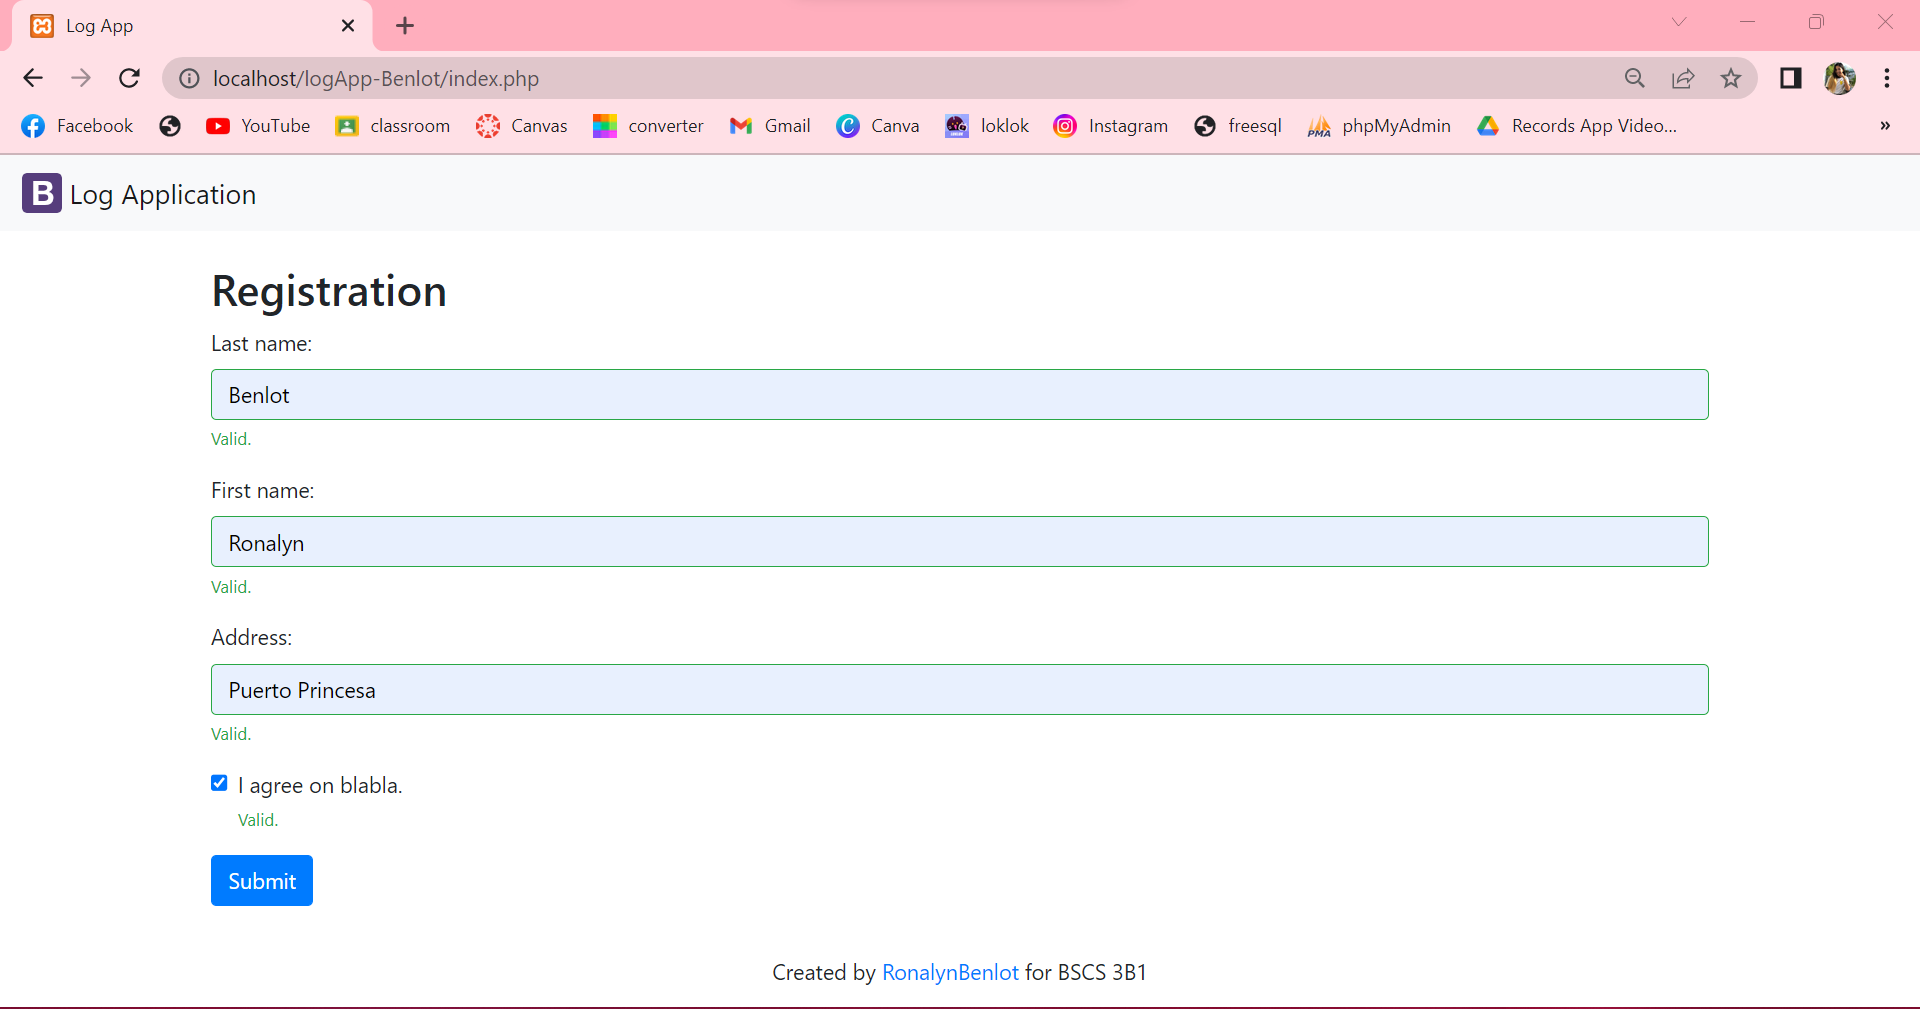 Log App
localhost/logApp-Benlot/index.php
Facebook YouTube classroom Canvas converter Gmail Canva loklok Instagram freesql phpMyAdmin Records App Video...
B Log Application
Registration
Last name:
Benlot
Valid.
First name:
Ronalyn
Valid.
Address:
Puerto Princesa
Valid.
I agree on blabla.
Valid.
Submit
Created by RonalynBenlot for BSCS 3B1